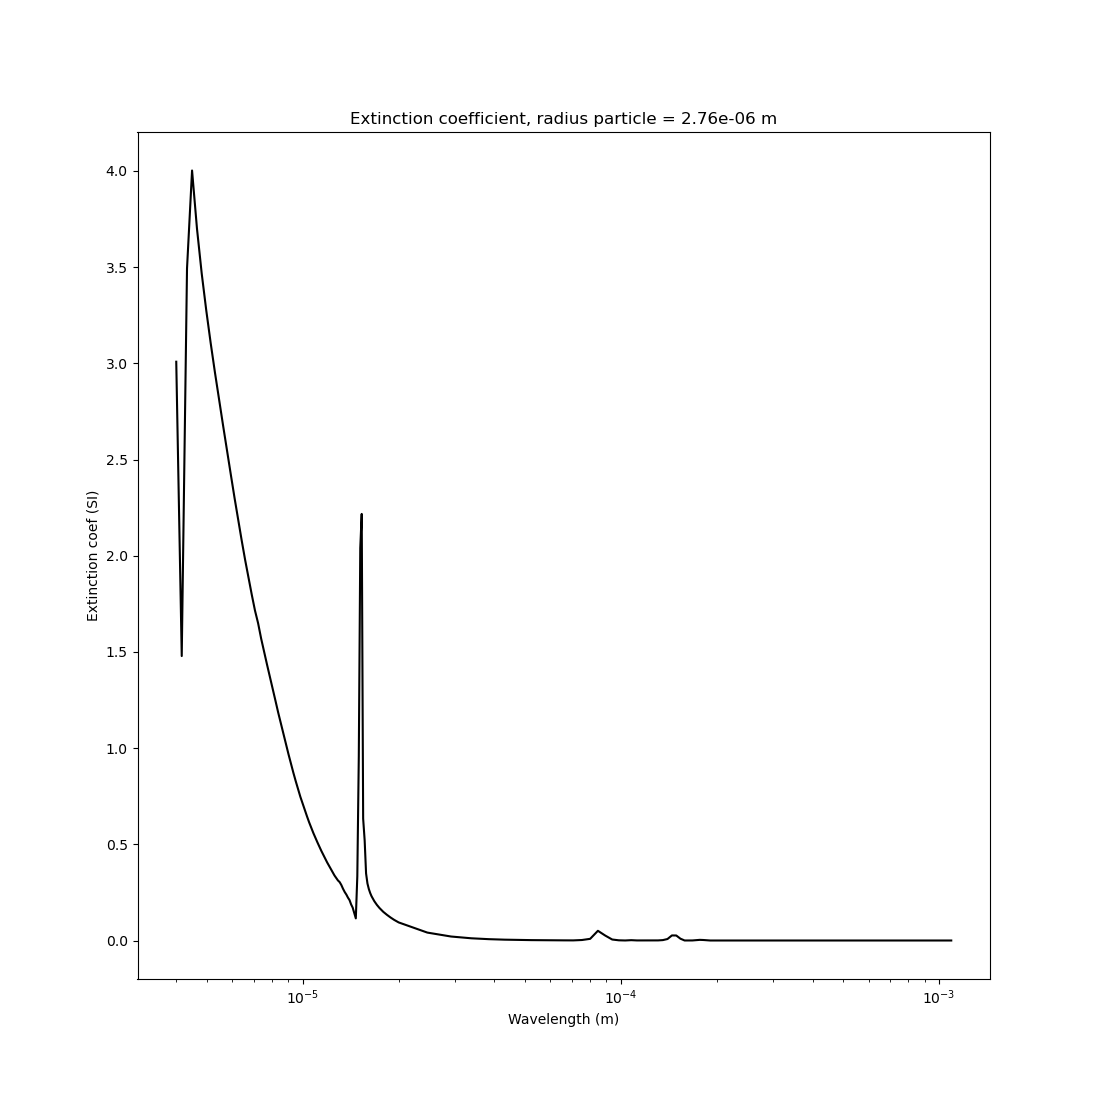 Extinction coefficient, radius particle = 2.76e-06 m
4.0
3.5
3.0
2.5
2.0
1.5
1.0
0.5
0.0
Extinction coef (SI)
10⁻⁵ 10⁻⁴ 10⁻³
Wavelength (m)